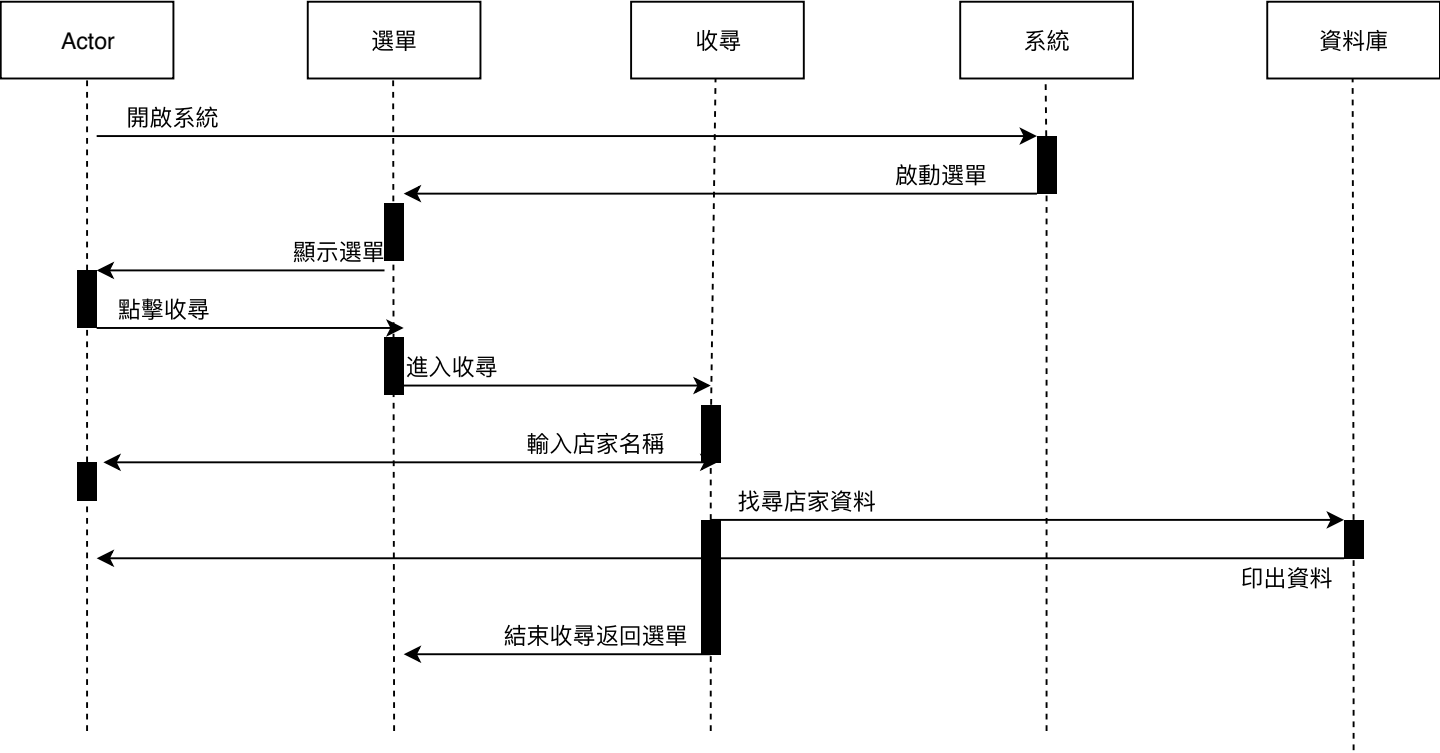 Actor
選單
收尋
系統
資料庫
開啟系統
啟動選單
顯示選單
點擊收尋
進入收尋
輸入店家名稱
找尋店家資料
印出資料
結束收尋返回選單